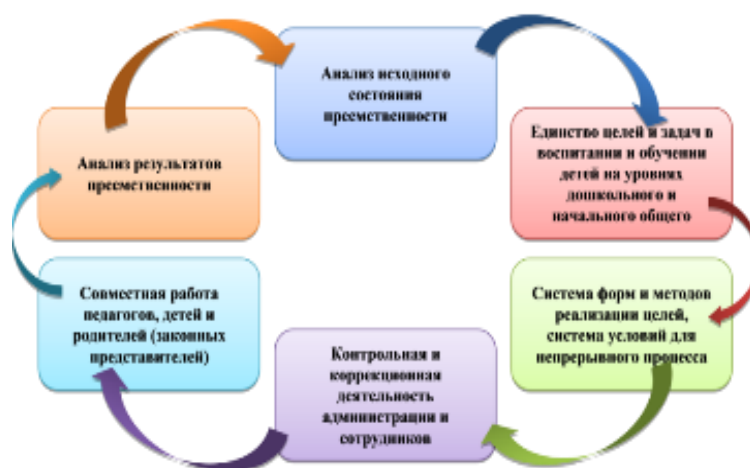 Анализ исходного
состояния
преемственности
Единство целей и задач в
воспитании и обучении
детей на уровнях
дошкольного и
начального общего
Система форм и методов
реализации целей,
система условий для
непрерывного процесса
Контрольная и
коррекционная
деятельность
администрации и
сотрудников
Совместная работа
педагогов, детей и
родителей (законных
представителей)
Анализ результатов
преемственности